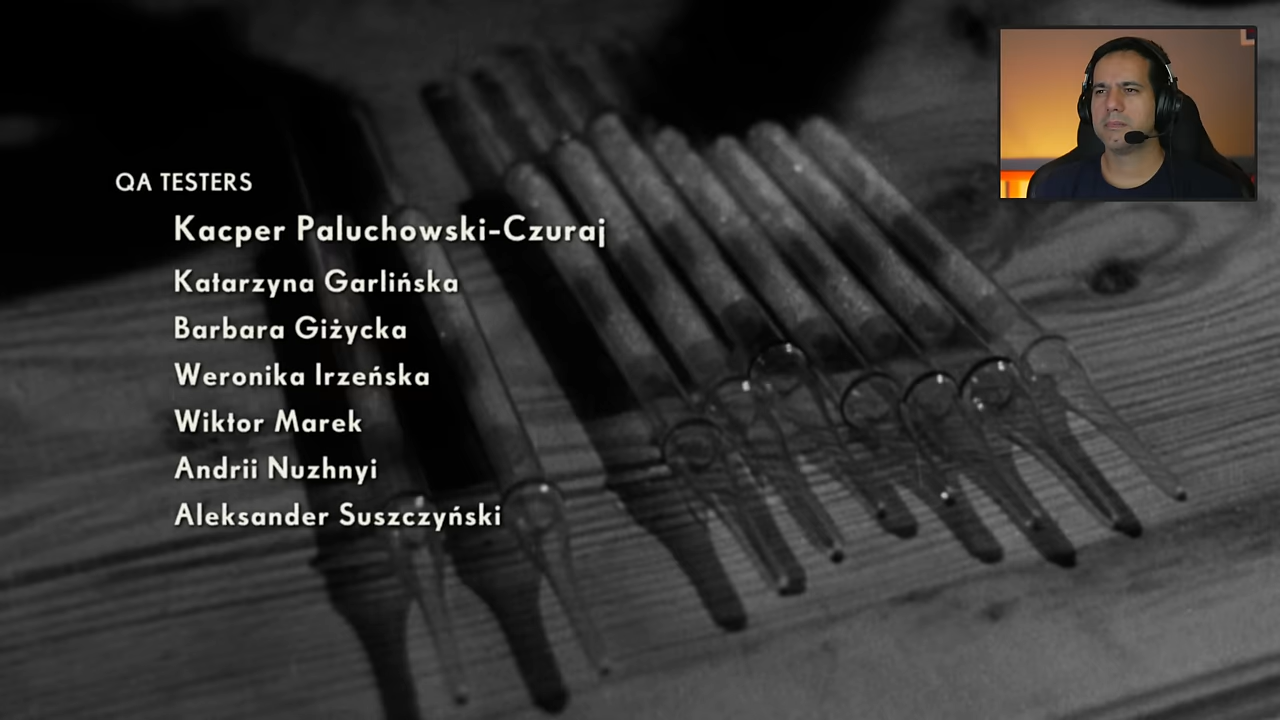 QA TESTERS
Kacper Paluchowski-Czuraj
Katarzyna Garlińska
Barbara Giżycka
Weronika Irzeńska
Wiktor Marek
Andrii Nuzhnyi
Aleksander Suszczyński